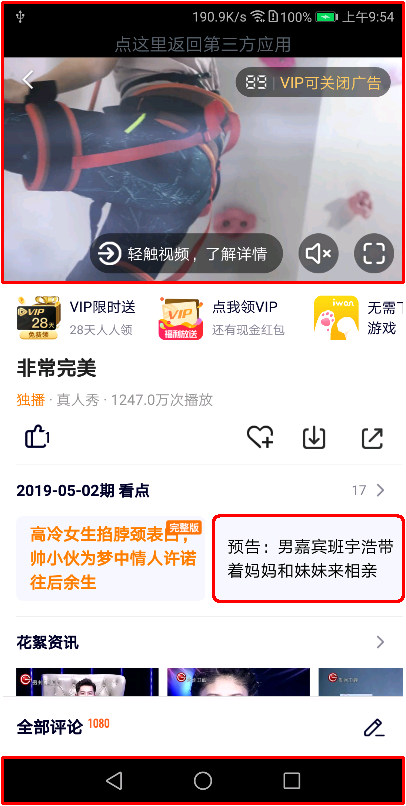 190.9K/s 100% 上午9:54
点这里返回第三方应用
89 | VIP可关闭广告
轻触视频，了解详情
VIP限时送
28天人人领
VIP
28天
免费领
点我领VIP
还有现金红包
VIP
福利放送
iwan
无需下
游戏
非常完美
独播 · 真人秀 · 1247.0万次播放
1
2019-05-02期 看点
17
高冷女生掐脖颈表白，
帅小伙为梦中情人许诺
往后余生
完整版
预告：男嘉宾班宇浩带
着妈妈和妹妹来相亲
花絮资讯
全部评论 1080